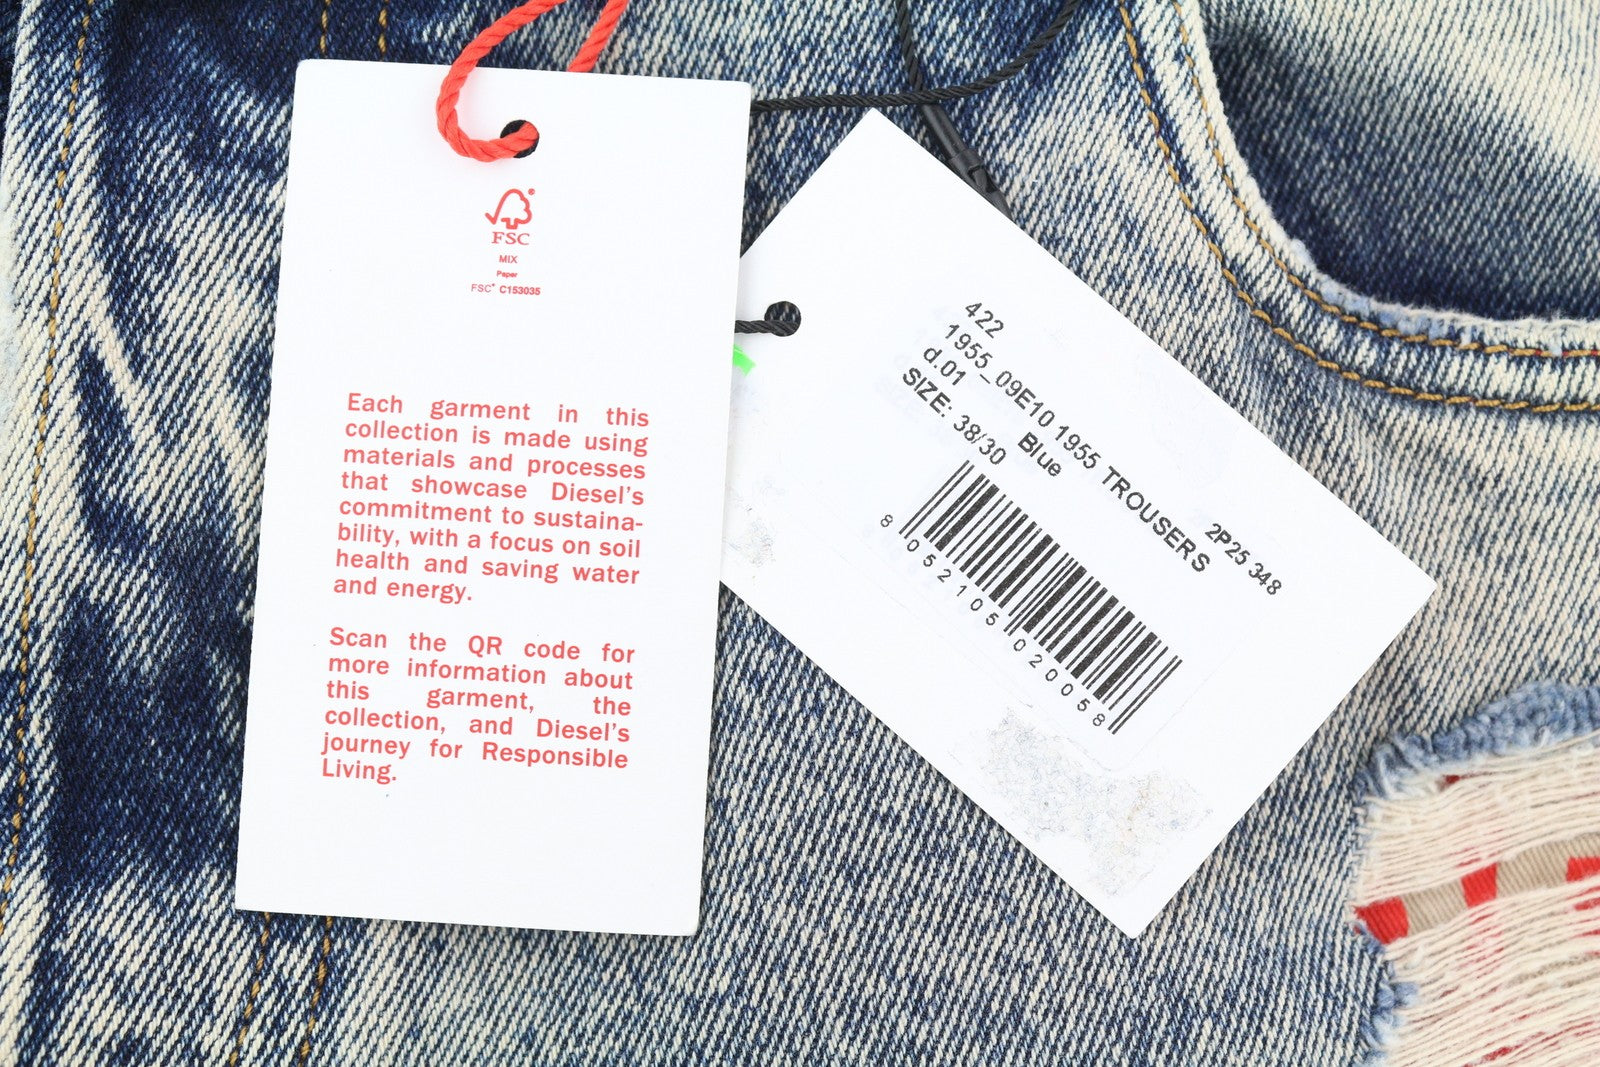 FSC
MIX
Paper
FSC® C153035
Each garment in this
collection is made using
materials and processes
that showcase Diesel's
commitment to sustaina-
bility, with a focus on soil
health and saving water
and energy.
Scan the QR code for
more information about
this garment, the
collection, and Diesel's
journey for Responsible
Living.
422
1955_09E10 1955 TROUSERS
d.01 Blue 2P25 348
SIZE: 38/30
8 052105 020058